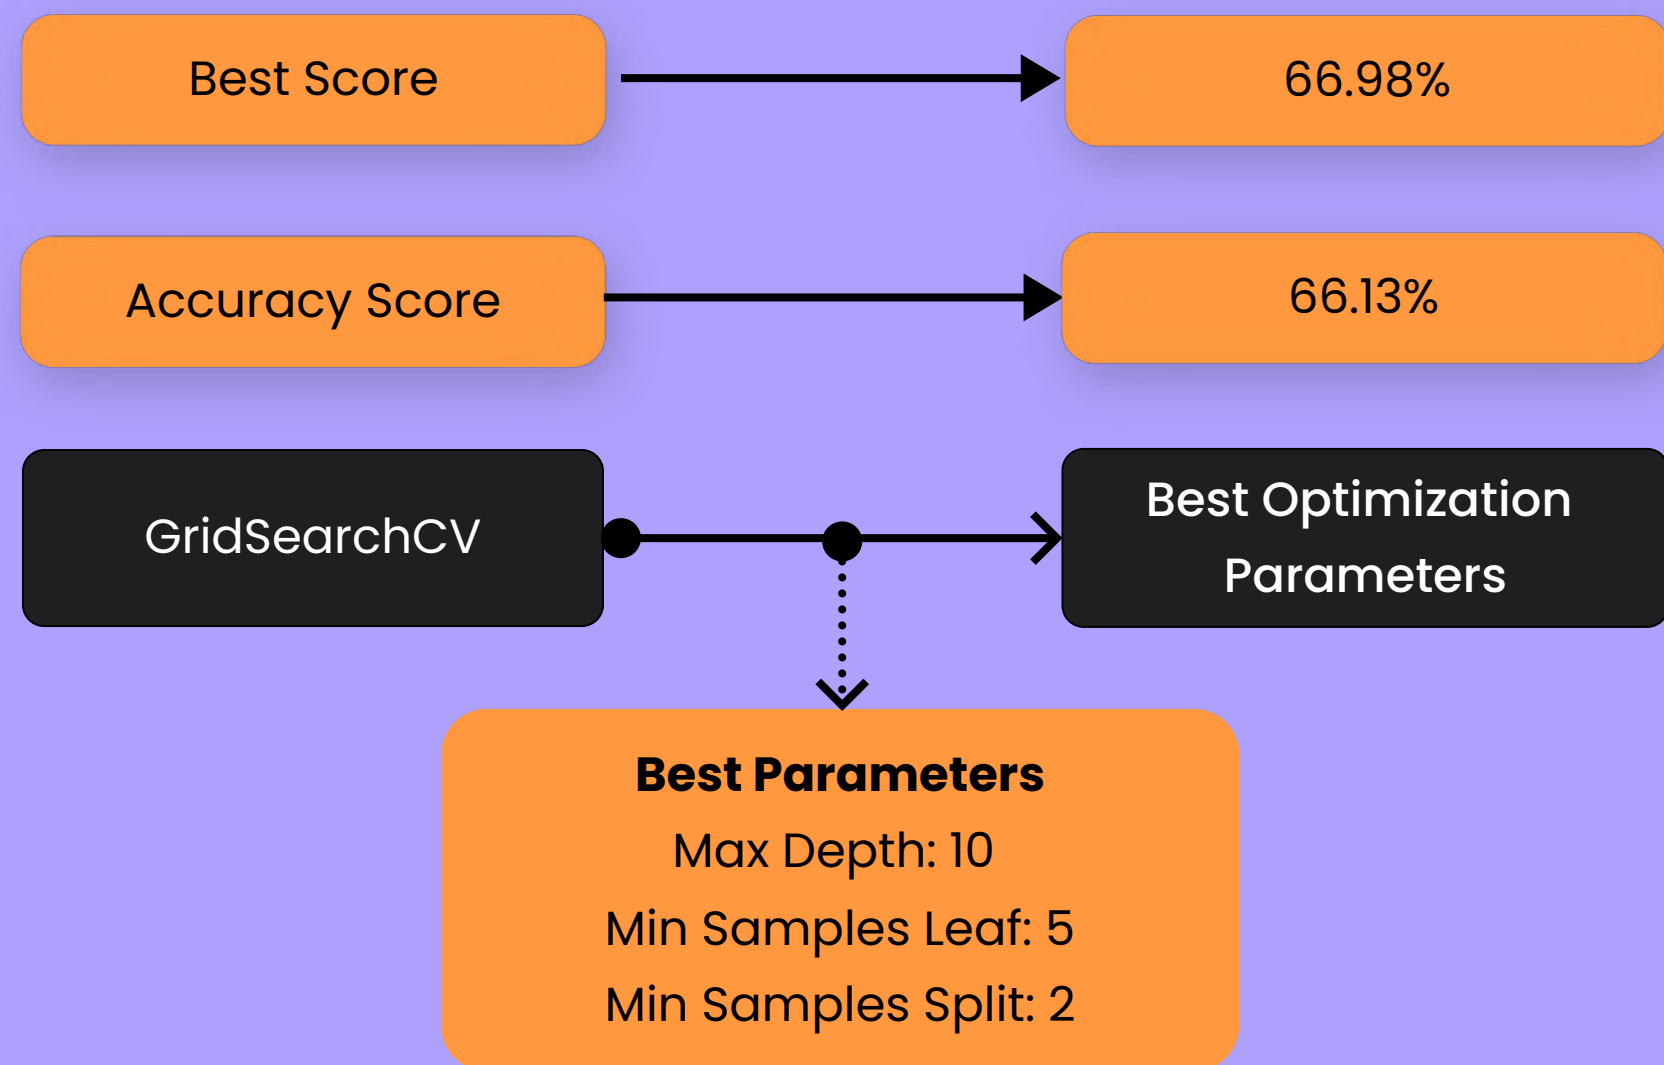 Best Score
66.98%
Accuracy Score
66.13%
GridSearchCV
Best Optimization
Parameters
Best Parameters
Max Depth: 10
Min Samples Leaf: 5
Min Samples Split: 2